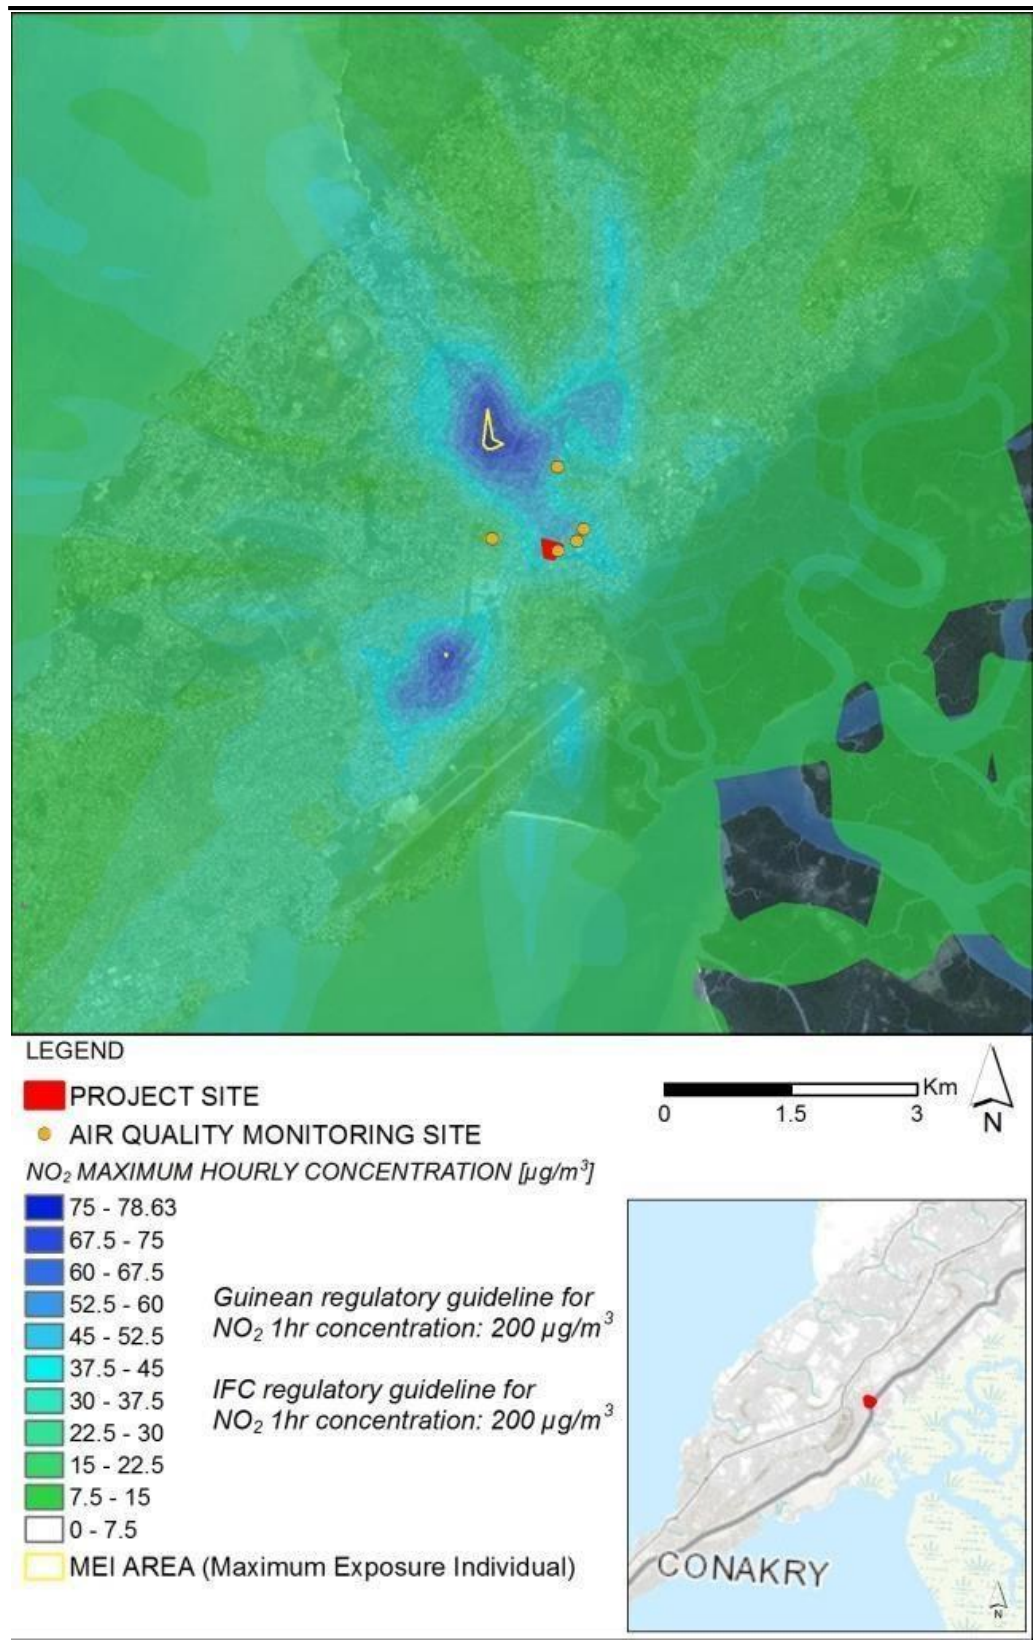 LEGEND
PROJECT SITE
AIR QUALITY MONITORING SITE
NO₂ MAXIMUM HOURLY CONCENTRATION [µg/m³]
75 - 78.63
67.5 - 75
60 - 67.5
52.5 - 60
45 - 52.5
37.5 - 45
30 - 37.5
22.5 - 30
15 - 22.5
7.5 - 15
0 - 7.5
MEI AREA (Maximum Exposure Individual)
Guinean regulatory guideline for
NO₂ 1hr concentration: 200 µg/m³
IFC regulatory guideline for
NO₂ 1hr concentration: 200 µg/m³
Km
0 1.5 3
N
CONAKRY
N